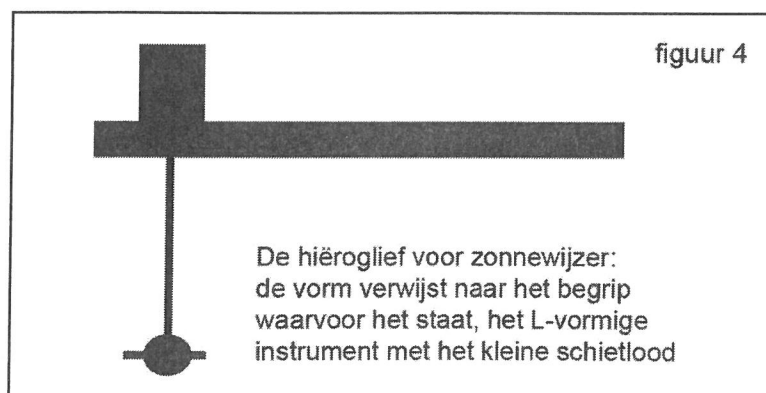 figuur 4
De hiëroglief voor zonnewijzer:
de vorm verwijst naar het begrip
waarvoor het staat, het L-vormige
instrument met het kleine schietlood